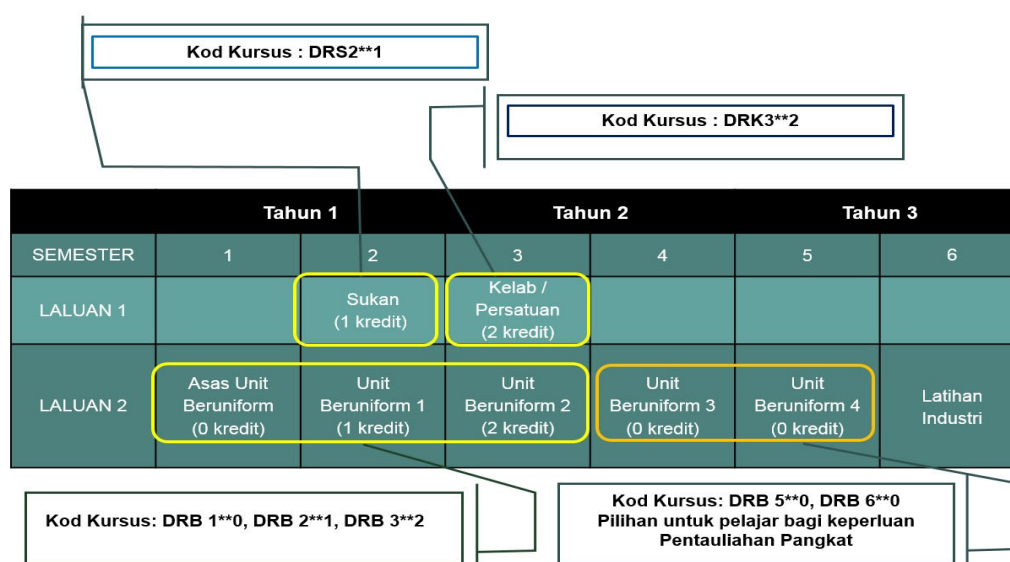 Kod Kursus : DRS2**1
Kod Kursus : DRK3**2
Tahun 1 Tahun 2 Tahun 3
SEMESTER 1 2 3 4 5 6
LALUAN 1
Sukan
(1 kredit)
Kelab /
Persatuan
(2 kredit)
LALUAN 2
Asas Unit
Beruniform
(0 kredit)
Unit
Beruniform 1
(1 kredit)
Unit
Beruniform 2
(2 kredit)
Unit
Beruniform 3
(0 kredit)
Unit
Beruniform 4
(0 kredit)
Latihan
Industri
Kod Kursus: DRB 1**0, DRB 2**1, DRB 3**2
Kod Kursus: DRB 5**0, DRB 6**0
Pilihan untuk pelajar bagi keperluan
Pentauliahan Pangkat